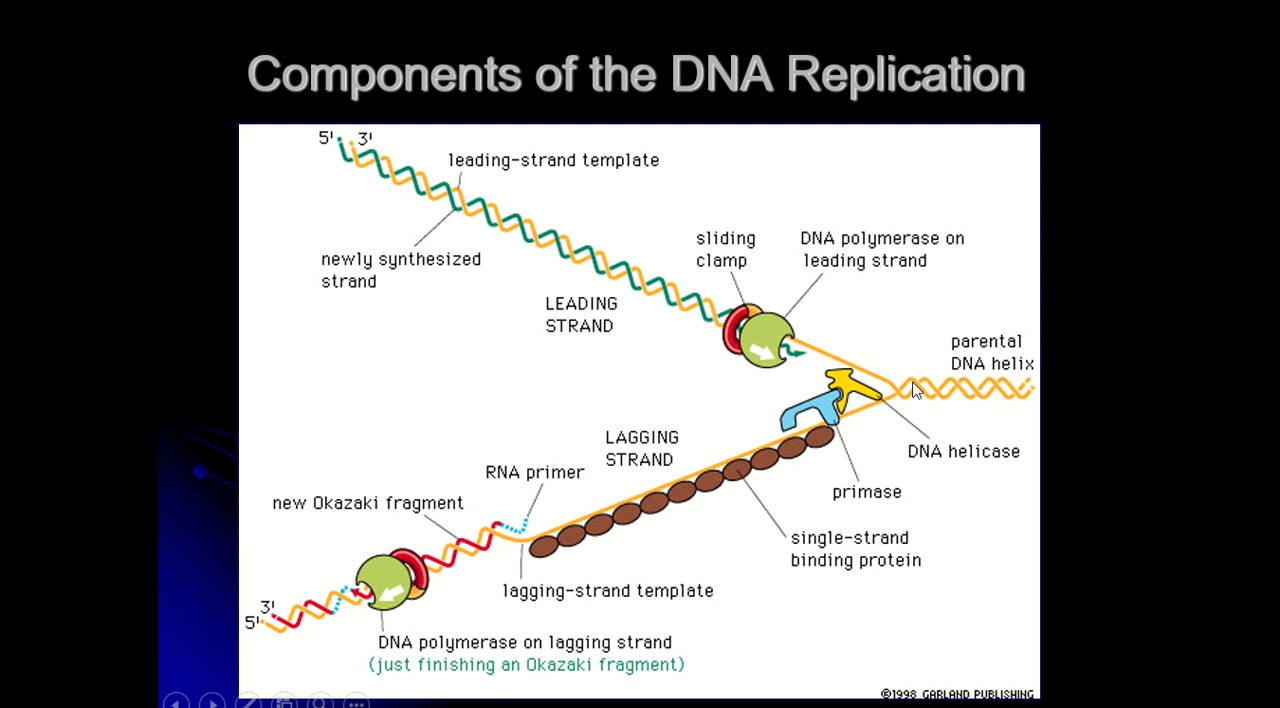 Components of the DNA Replication
5' 3'
leading-strand template
newly synthesized
strand
LEADING
STRAND
sliding
clamp
DNA polymerase on
leading strand
parental
DNA helix
LAGGING
STRAND
DNA helicase
RNA primer
primase
new Okazaki fragment
single-strand
binding protein
lagging-strand template
3'
5'
DNA polymerase on lagging strand
(just finishing an Okazaki fragment)
©1998 GARLAND PUBLISHING